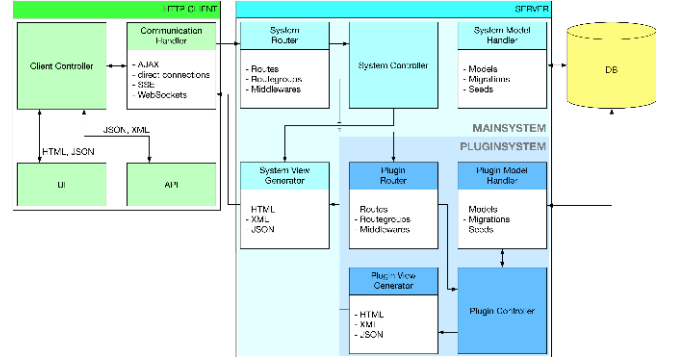 HTTP CLIENT
SERVER
Client Controller
Communication
Handler
- AJAX
- direct connections
- SSE
- WebSockets
System
Router
- Routes
- Routegroups
- Middlewares
System Controller
System Model
Handler
- Models
- Migrations
- Seeds
DB
JSON, XML
HTML, JSON
MAINSYSTEM
PLUGINSYSTEM
UI
API
System View
Generator
- HTML
- XML
- JSON
Plugin
Router
- Routes
- Routegroups
- Middlewares
Plugin Model
Handler
- Models
- Migrations
- Seeds
Plugin View
Generator
- HTML
- XML
- JSON
Plugin Controller